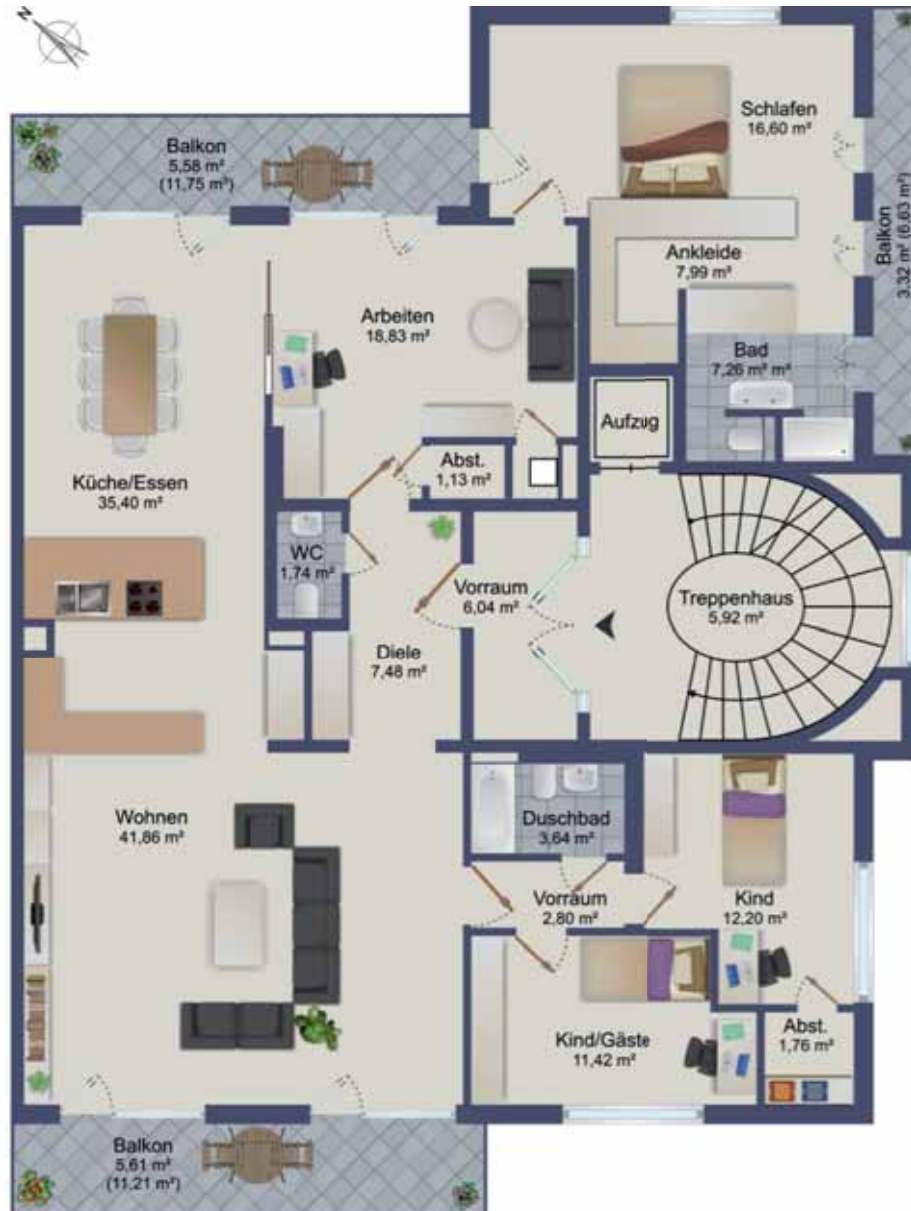 N
Balkon
5,58 m²
(11,75 m²)
Schlafen
16,60 m²
Balkon
3,32 m² (6,63 m²)
Ankleide
7,99 m²
Arbeiten
18,83 m²
Bad
7,26 m² m²
Aufzug
Abst.
1,13 m²
Küche/Essen
35,40 m²
WC
1,74 m²
Vorraum
6,04 m²
Treppenhaus
5,92 m²
Diele
7,48 m²
Wohnen
41,86 m²
Duschbad
3,64 m²
Vorraum
2,80 m²
Kind
12,20 m²
Kind/Gäste
11,42 m²
Abst.
1,76 m²
Balkon
5,61 m²
(11,21 m²)